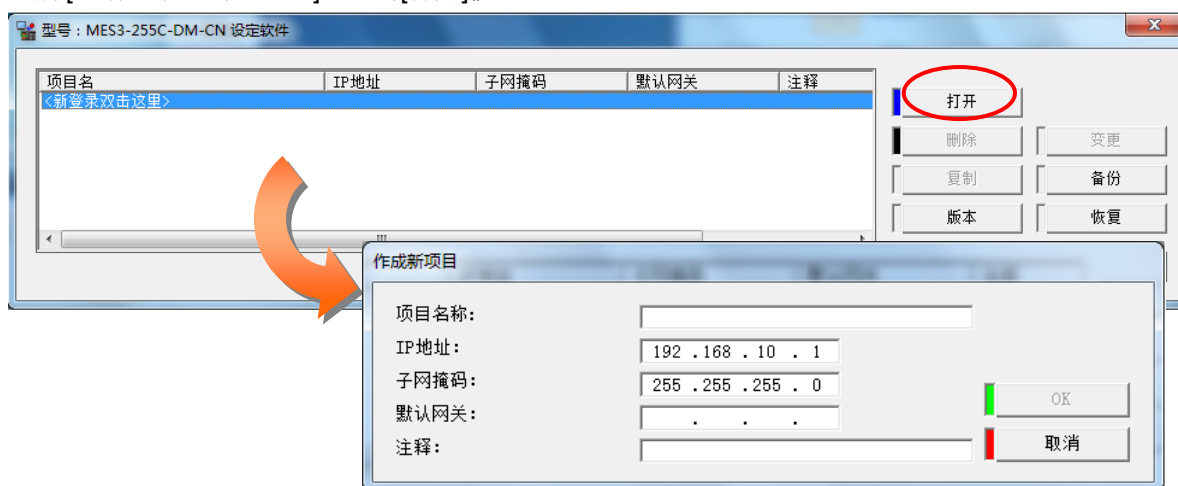 型号：MES3-255C-DM-CN 设定软件
项目名 IP地址 子网掩码 默认网关 注释
<新登录双击这里>
打开
删除 变更
复制 备份
版本 恢复
作成新项目
项目名称：
IP地址： 192 .168 . 10 . 1
子网掩码： 255 .255 .255 . 0
默认网关： . . .
注释：
OK
取消